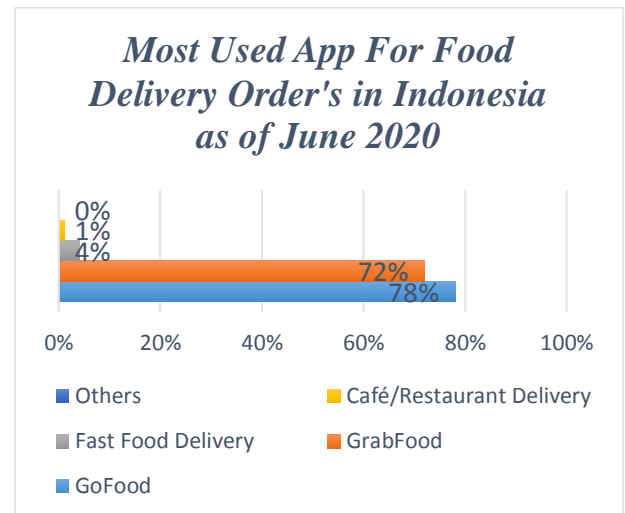 Most Used App For Food
Delivery Order's in Indonesia
as of June 2020
0%
1%
4%
72%
78%
0% 20% 40% 60% 80% 100%
Others Café/Restaurant Delivery
Fast Food Delivery GrabFood
GoFood